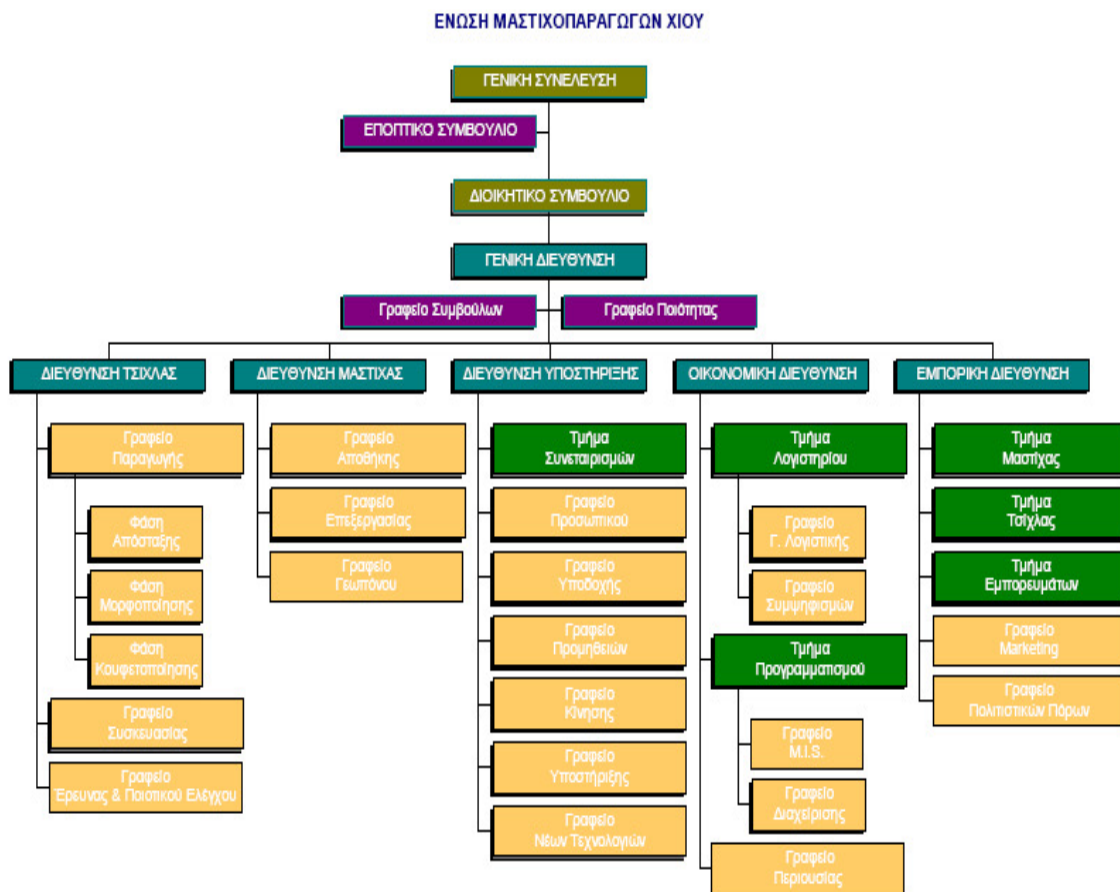 ΕΝΩΣΗ ΜΑΣΤΙΧΟΠΑΡΑΓΩΓΩΝ ΧΙΟΥ
ΓΕΝΙΚΗ ΣΥΝΕΛΕΥΣΗ
ΕΠΟΠΤΙΚΟ ΣΥΜΒΟΥΛΙΟ
ΔΙΟΙΚΗΤΙΚΟ ΣΥΜΒΟΥΛΙΟ
ΓΕΝΙΚΗ ΔΙΕΥΘΥΝΣΗ
Γραφείο Συμβούλων
Γραφείο Ποιότητας
ΔΙΕΥΘΥΝΣΗ ΤΣΙΧΛΑΣ
Γραφείο
Παραγωγής
Φάση
Απόσταξης
Φάση
Μορφοποίησης
Φάση
Κουφετοποίησης
Γραφείο
Συσκευασίας
Γραφείο
Έρευνας & Ποιοτικού Ελέγχου
ΔΙΕΥΘΥΝΣΗ ΜΑΣΤΙΧΑΣ
Γραφείο
Αποθήκης
Γραφείο
Επεξεργασίας
Γραφείο
Γεωπόνου
ΔΙΕΥΘΥΝΣΗ ΥΠΟΣΤΗΡΙΞΗΣ
Τμήμα
Συνεταιρισμών
Γραφείο
Προσωπικού
Γραφείο
Υποδοχής
Γραφείο
Προμηθειών
Γραφείο
Κίνησης
Γραφείο
Υποστήριξης
Γραφείο
Νέων Τεχνολογιών
ΟΙΚΟΝΟΜΙΚΗ ΔΙΕΥΘΥΝΣΗ
Τμήμα
Λογιστηρίου
Γραφείο
Γ. Λογιστικής
Γραφείο
Συμψηφισμών
Τμήμα
Προγραμματισμού
Γραφείο
M.I.S.
Γραφείο
Διαχείρισης
Γραφείο
Περιουσίας
ΕΜΠΟΡΙΚΗ ΔΙΕΥΘΥΝΣΗ
Τμήμα
Μαστίχας
Τμήμα
Τσίχλας
Τμήμα
Εμπορευμάτων
Γραφείο
Marketing
Γραφείο
Πολιτιστικών Πόρων